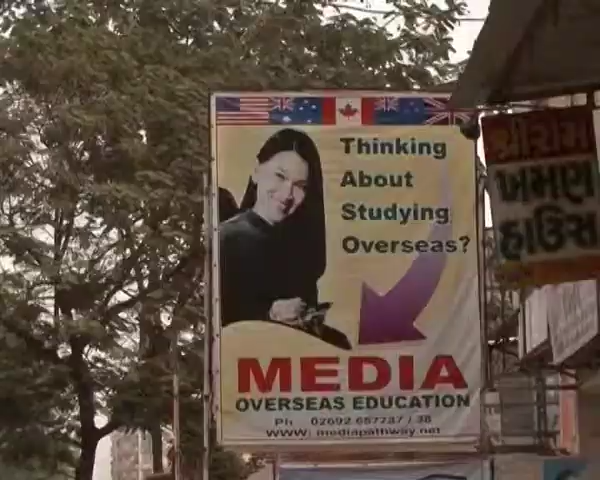 Thinking
About
Studying
Overseas?
MEDIA
OVERSEAS EDUCATION
Ph 02692 657237 / 38
WWW. mediapathway.net
શ્રીરામ
ખમણ
હાઉસ